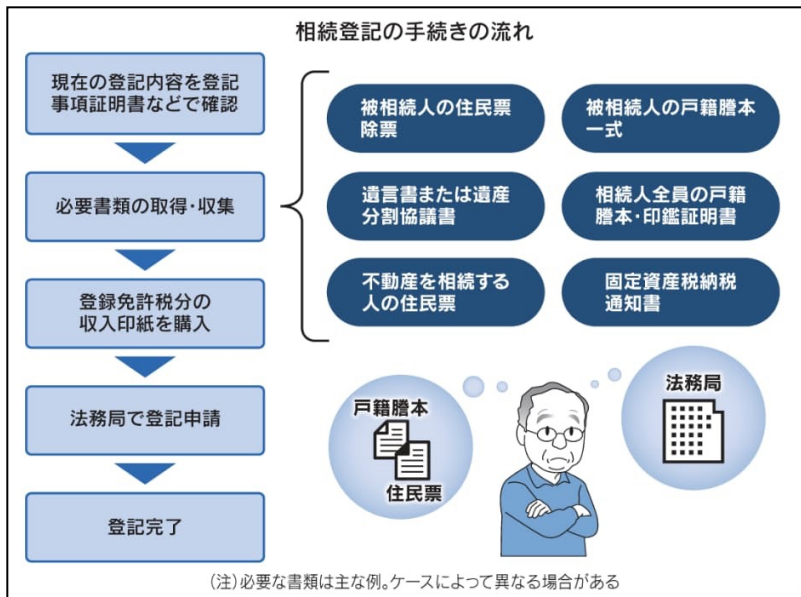 相続登記の手続きの流れ
現在の登記内容を登記
事項証明書などで確認
必要書類の取得・収集
登録免許税分の
収入印紙を購入
法務局で登記申請
登記完了
被相続人の住民票
除票
被相続人の戸籍謄本
一式
遺言書または遺産
分割協議書
相続人全員の戸籍
謄本・印鑑証明書
不動産を相続する
人の住民票
固定資産税納税
通知書
戸籍謄本
住民票
法務局
(注)必要な書類は主な例。ケースによって異なる場合がある